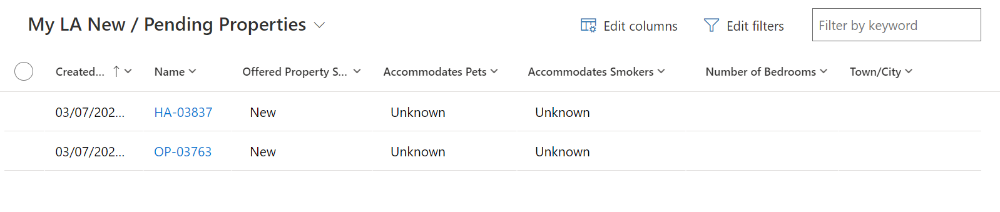 My LA New / Pending Properties
Edit columns
Edit filters
Filter by keyword
Created... Name Offered Property S... Accommodates Pets Accommodates Smokers Number of Bedrooms Town/City
03/07/202... HA-03837 New Unknown Unknown
03/07/202... OP-03763 New Unknown Unknown